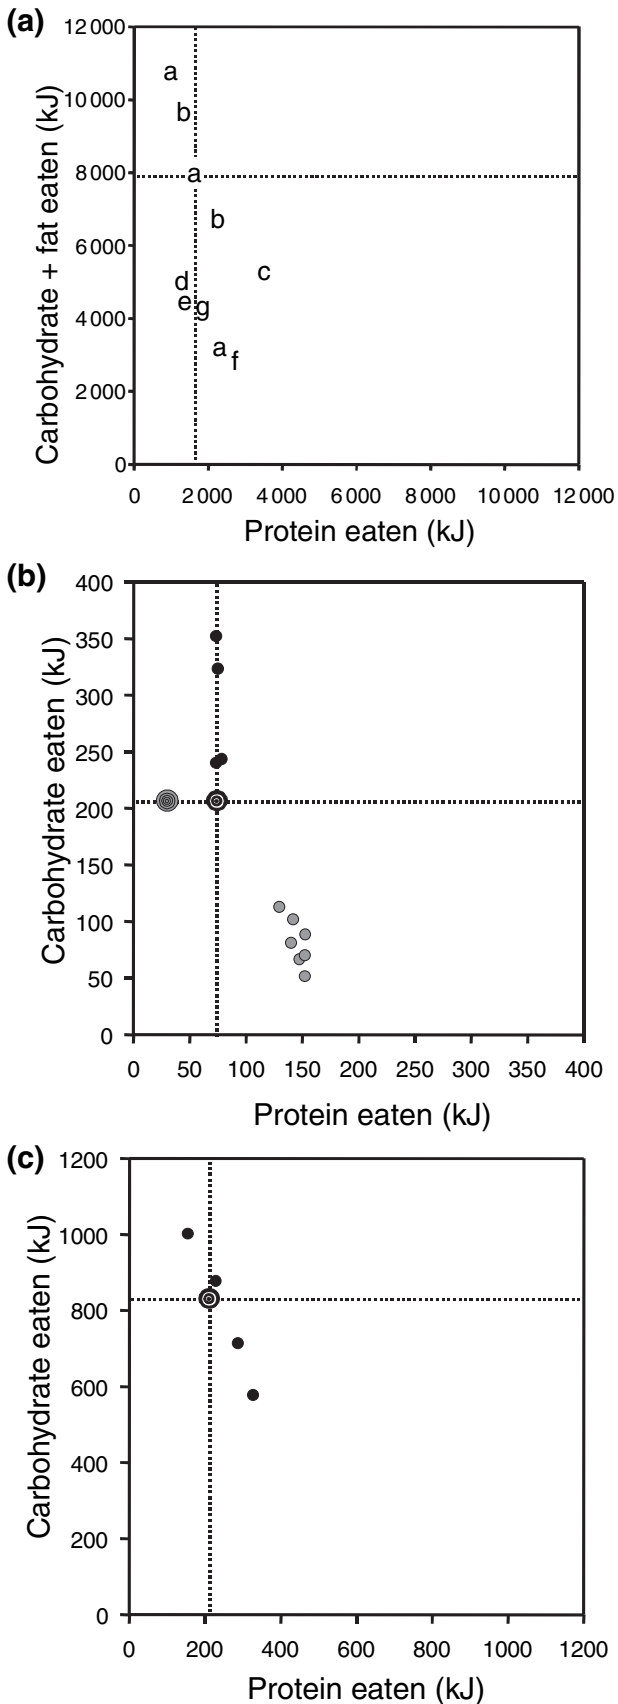 (a)
12 000
10 000
8 000
6 000
4 000
2 000
0
Carbohydrate + fat eaten (kJ)
a
b
a
b
c
d
e g
a
f
0 2 000 4 000 6 000 8 000 10 000 12 000
Protein eaten (kJ)
(b)
400
350
300
250
200
150
100
50
0
Carbohydrate eaten (kJ)
0 50 100 150 200 250 300 350 400
Protein eaten (kJ)
(c)
1200
1000
800
600
400
200
0
Carbohydrate eaten (kJ)
0 200 400 600 800 1000 1200
Protein eaten (kJ)